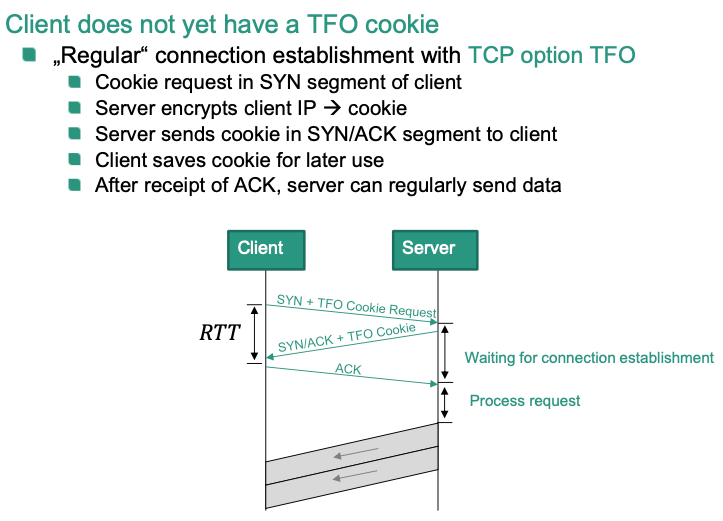 Client does not yet have a TFO cookie
„Regular“ connection establishment with TCP option TFO
Cookie request in SYN segment of client
Server encrypts client IP → cookie
Server sends cookie in SYN/ACK segment to client
Client saves cookie for later use
After receipt of ACK, server can regularly send data
Client
Server
SYN + TFO Cookie Request
RTT
SYN/ACK + TFO Cookie
Waiting for connection establishment
ACK
Process request